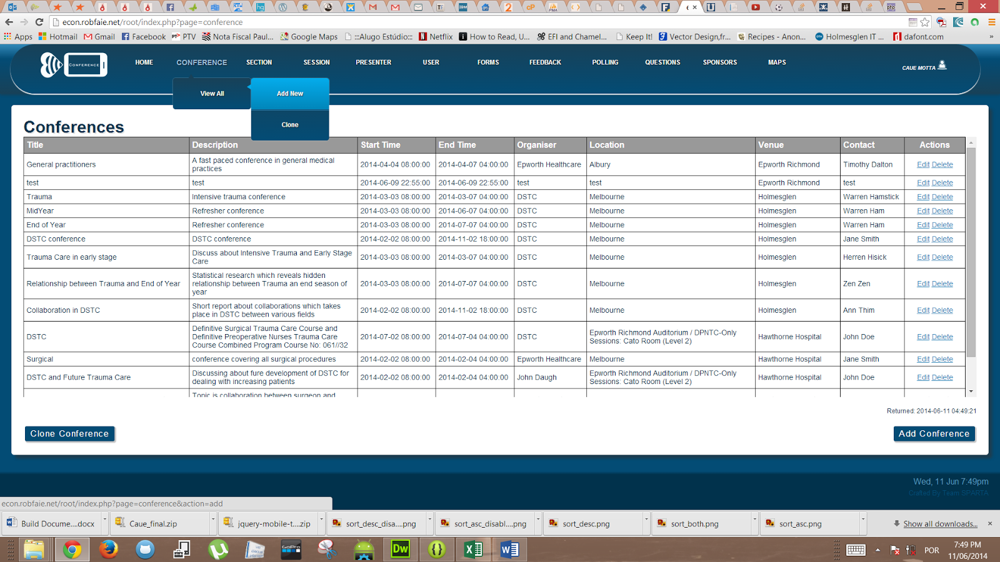 econ.robfaie.net/root/index.php?page=conference
Apps Hotmail Gmail Facebook PTV Nota Fiscal Paul... Google Maps :::Alugo Estúdio::: Netflix How to Read, U... EFI and Chamel... Keep It! Vector Design,fr... Recipes - Anon... Holmesglen IT ... dafont.com »
CONFERENCE
HOME CONFERENCE SECTION SESSION PRESENTER USER FORMS FEEDBACK POLLING QUESTIONS SPONSORS MAPS
CAUE MOTTA
View All Add New
Clone
Conferences
Title Description Start Time End Time Organiser Location Venue Contact Actions
General practitioners A fast paced conference in general medical practices 2014-04-04 08:00:00 2014-04-07 04:00:00 Epworth Healthcare Albury Epworth Richmond Timothy Dalton Edit Delete
test test 2014-06-09 22:55:00 2014-06-09 22:55:00 test test Epworth Richmond test Edit Delete
Trauma Intensive trauma conference 2014-03-03 08:00:00 2014-03-07 04:00:00 DSTC Melbourne Holmesglen Warren Hamstick Edit Delete
MidYear Refresher conference 2014-03-03 08:00:00 2014-06-07 04:00:00 DSTC Melbourne Holmesglen Warren Ham Edit Delete
End of Year Refresher conference 2014-03-03 08:00:00 2014-07-07 04:00:00 DSTC Melbourne Holmesglen Warren Ham Edit Delete
DSTC conference DSTC conference 2014-02-02 08:00:00 2014-11-02 18:00:00 DSTC Melbourne Holmesglen Jane Smith Edit Delete
Trauma Care in early stage Discuss about Intensive Trauma and Early Stage Care 2014-03-03 08:00:00 2014-03-07 04:00:00 DSTC Melbourne Holmesglen Herren Hisick Edit Delete
Relationship between Trauma and End of Year Statistical research which reveals hidden relationship between Trauma an end season of year 2014-03-03 08:00:00 2014-07-07 04:00:00 DSTC Melbourne Holmesglen Zen Zen Edit Delete
Collaboration in DSTC Short report about collaborations which takes place in DSTC between various fields 2014-02-02 08:00:00 2014-11-02 18:00:00 DSTC Melbourne Holmesglen Ann Thim Edit Delete
DSTC Definitive Surgical Trauma Care Course and Definitive Preoperative Nurses Trauma Care Course Combined Program Course No: 061//32 2014-07-02 08:00:00 2014-07-04 04:00:00 DSTC Epworth Richmond Auditorium / DPNTC-Only Sessions: Cato Room (Level 2) Hawthorne Hospital John Doe Edit Delete
Surgical conference covering all surgical procedures 2014-02-02 08:00:00 2014-02-04 04:00:00 Epworth Healthcare Melbourne Hawthorne Hospital Jane Smith Edit Delete
DSTC and Future Trauma Care Discussing about fure development of DSTC for dealing with increasing patients 2014-02-02 08:00:00 2014-02-04 04:00:00 John Daugh Epworth Richmond Auditorium / DPNTC-Only Sessions: Cato Room (Level 2) Hawthorne Hospital John Doe Edit Delete
Topic is collaboration between surgeon and
Returned: 2014-06-11 04:49:21
Clone Conference Add Conference
Wed, 11 Jun 7:49pm
Crafted By Team SPARTA
econ.robfaie.net/root/index.php?page=conference&action=add
Build Docume....docx Caue_final.zip jquery-mobile-t....zip sort_desc_disa....png sort_asc_disabl....png sort_desc.png sort_both.png sort_asc.png Show all downloads...
GoPro Dw POR 7:49 PM
11/06/2014